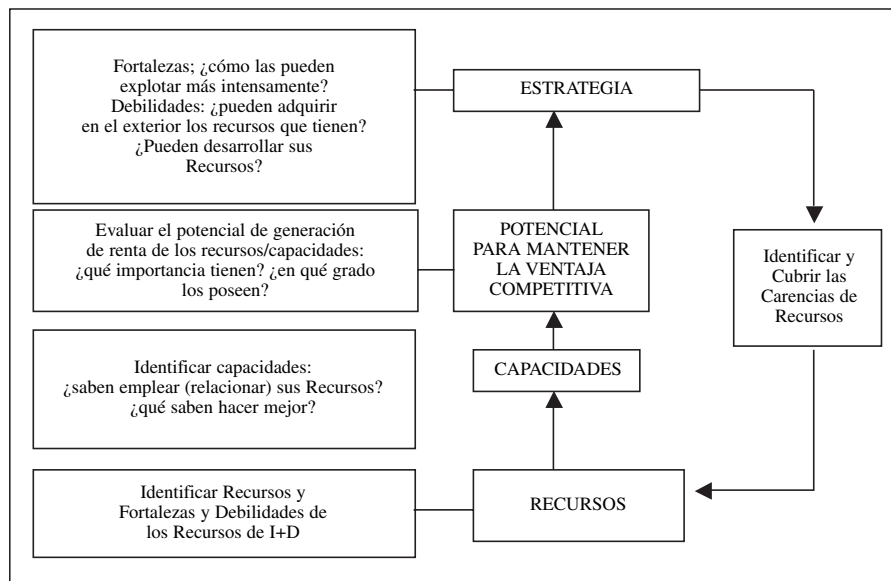 Fortalezas; ¿cómo las pueden
explotar más intensamente?
Debilidades: ¿pueden adquirir
en el exterior los recursos que tienen?
¿Pueden desarrollar sus
Recursos?
ESTRATEGIA
Evaluar el potencial de generación
de renta de los recursos/capacidades:
¿qué importancia tienen? ¿en qué grado
los poseen?
POTENCIAL
PARA MANTENER
LA VENTAJA
COMPETITIVA
Identificar y
Cubrir las
Carencias de
Recursos
Identificar capacidades:
¿saben emplear (relacionar) sus Recursos?
¿qué saben hacer mejor?
CAPACIDADES
Identificar Recursos y
Fortalezas y Debilidades de
los Recursos de I+D
RECURSOS